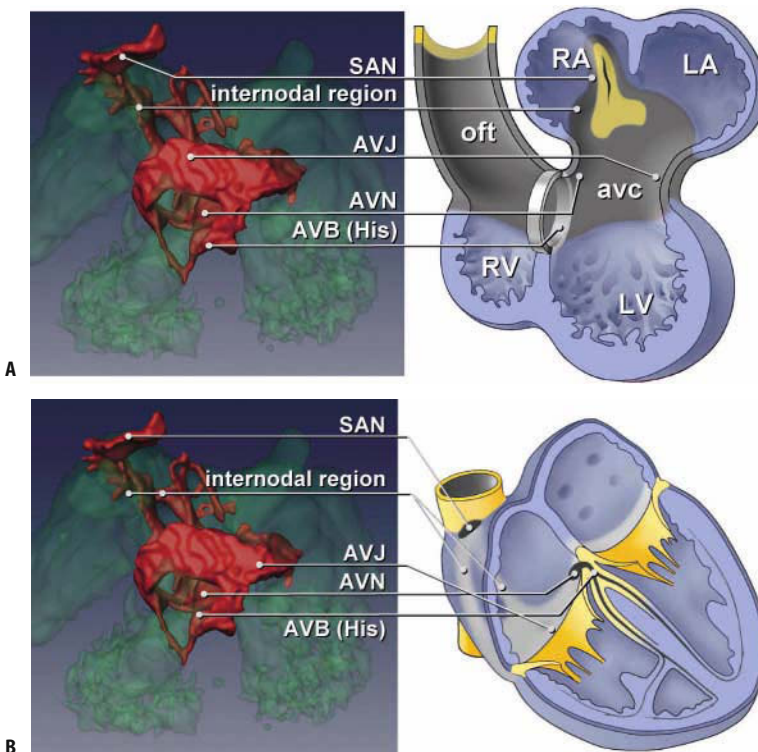 SAN
RA
LA
internodal region
oft
AVJ
avc
AVN
AVB (His)
RV
LV
A
SAN
internodal region
AVJ
AVN
AVB (His)
B